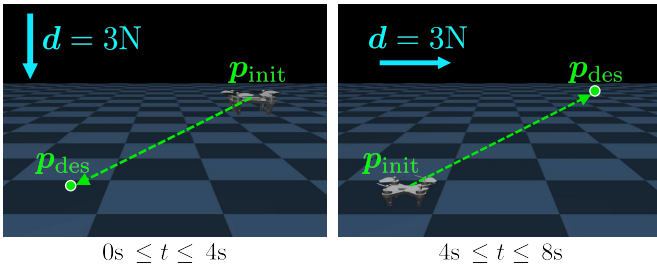 d = 3N
p_init
p_des
0s ≤ t ≤ 4s
d = 3N
p_des
p_init
4s ≤ t ≤ 8s